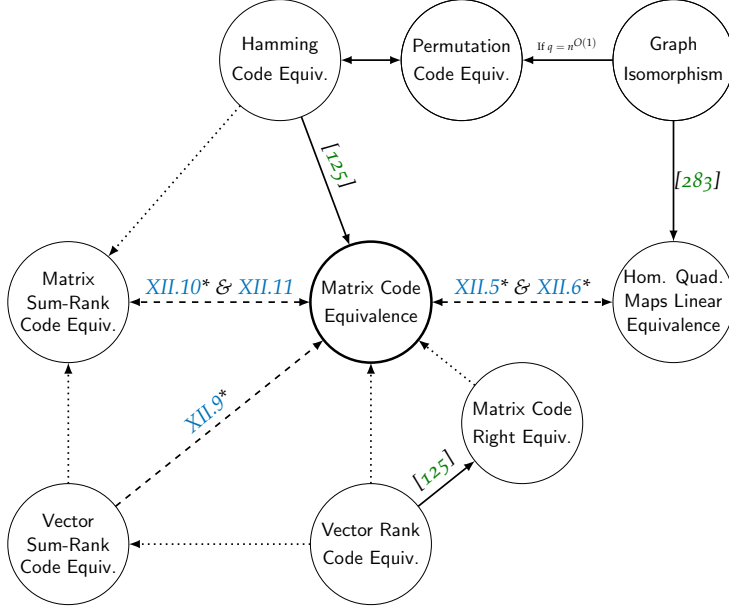 Hamming
Code Equiv.
Permutation
Code Equiv.
If q = n^{O(1)}
Graph
Isomorphism
[125]
[283]
Matrix
Sum-Rank
Code Equiv.
XII.10* & XII.11
Matrix Code
Equivalence
XII.5* & XII.6*
Hom. Quad.
Maps Linear
Equivalence
XII.9*
Matrix Code
Right Equiv.
[125]
Vector
Sum-Rank
Code Equiv.
Vector Rank
Code Equiv.